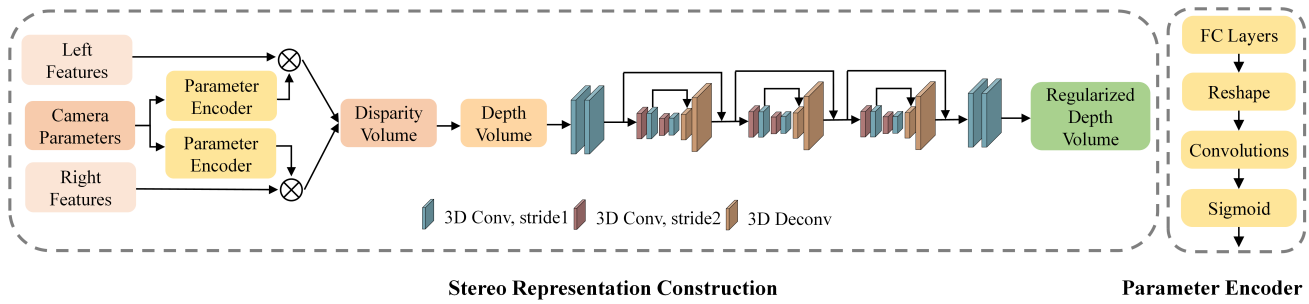 Left
Features
Camera
Parameters
Right
Features
Parameter
Encoder
Parameter
Encoder
Disparity
Volume
Depth
Volume
Regularized
Depth
Volume
3D Conv, stride1
3D Conv, stride2
3D Deconv
Stereo Representation Construction
FC Layers
Reshape
Convolutions
Sigmoid
Parameter Encoder